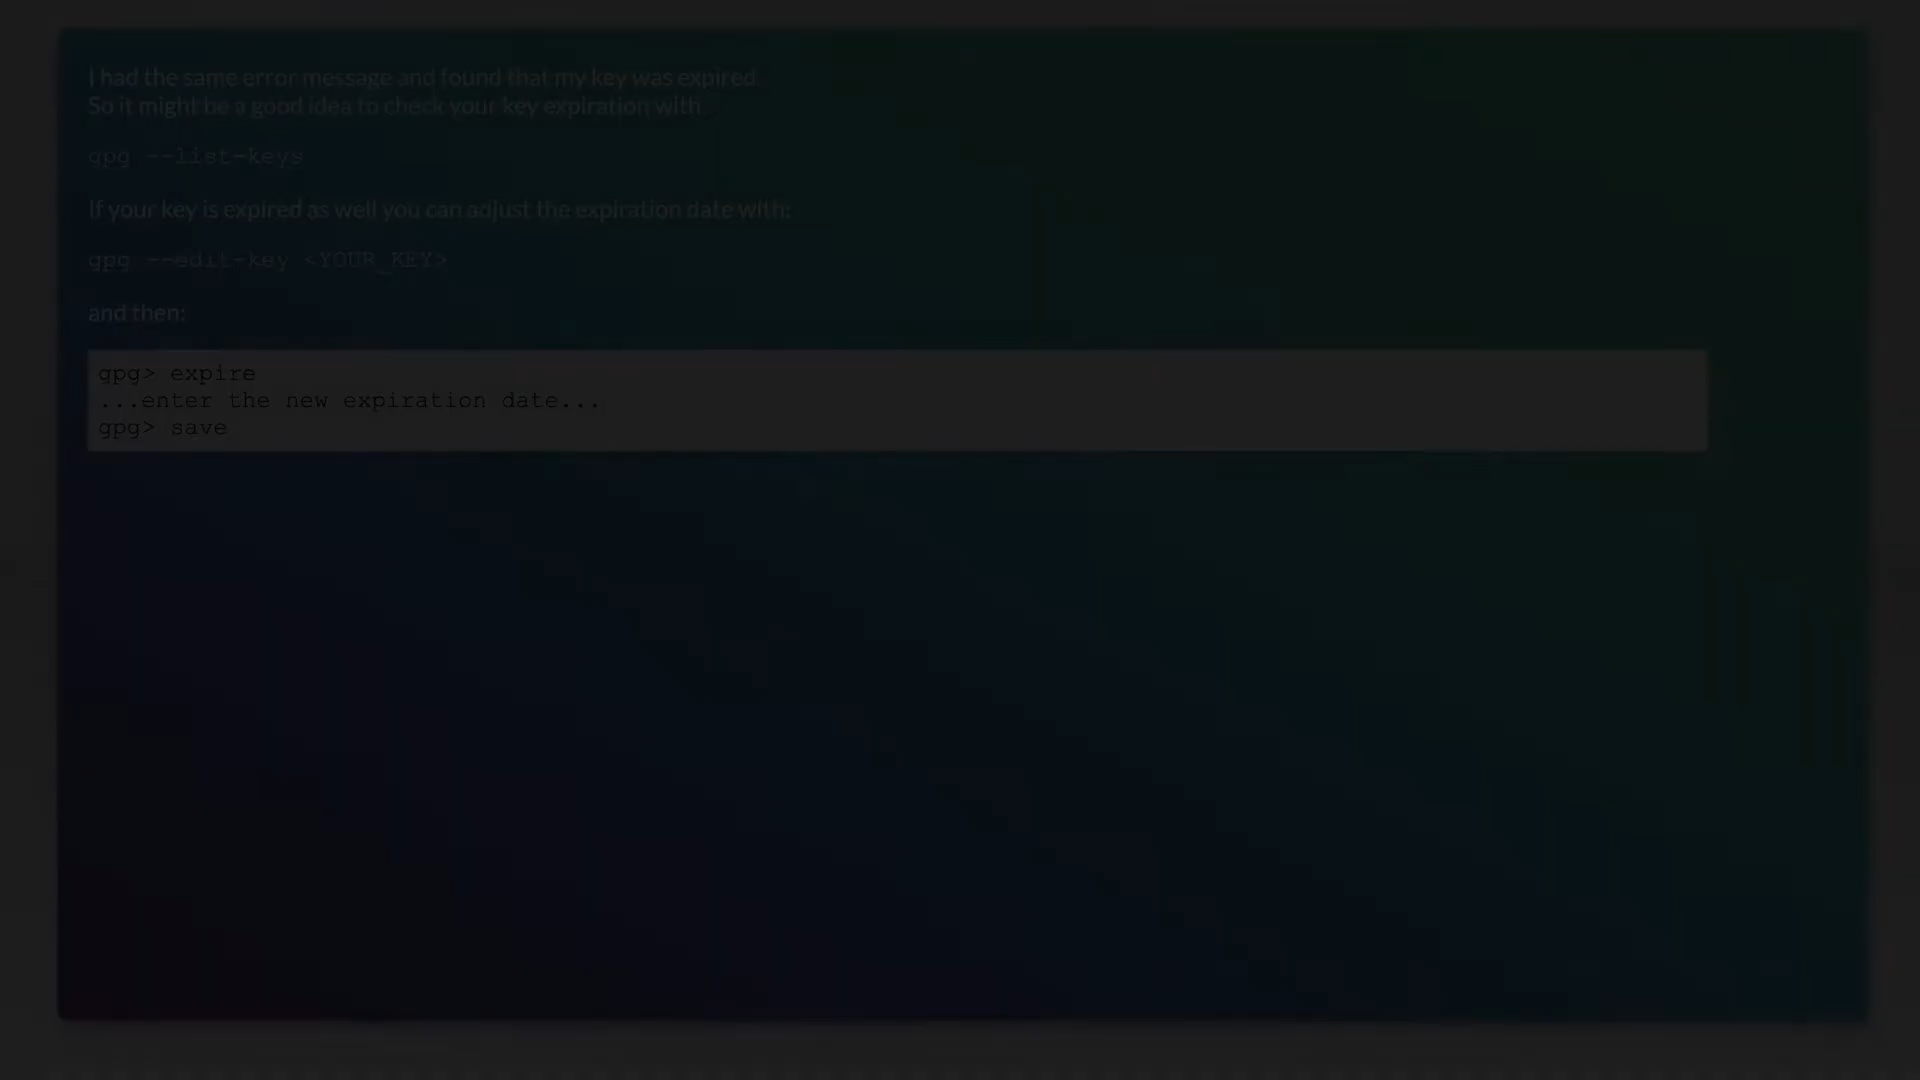 I had the same error message and found that my key was expired.
So it might be a good idea to check your key expiration with:
gpg --list-keys
If your key is expired as well you can adjust the expiration date with:
gpg --edit-key <YOUR_KEY>
and then:
gpg> expire
...enter the new expiration date...
gpg> save